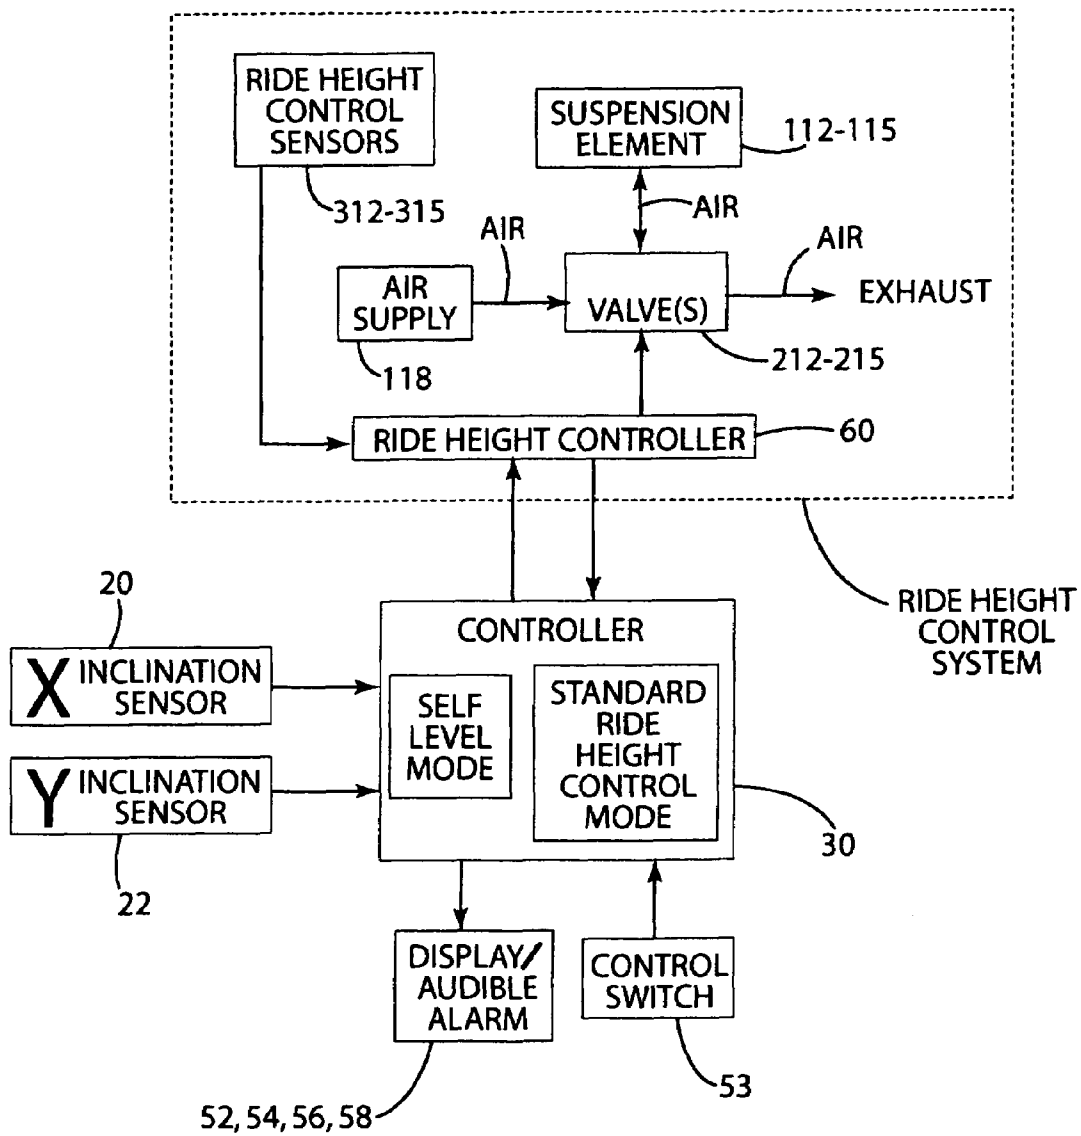 RIDE HEIGHT
CONTROL
SENSORS
312-315
SUSPENSION
ELEMENT
112-115
AIR
AIR
AIR
AIR
SUPPLY
118
VALVE(S)
EXHAUST
212-215
RIDE HEIGHT CONTROLLER
60
RIDE HEIGHT
CONTROL
SYSTEM
20
X INCLINATION
SENSOR
Y INCLINATION
SENSOR
22
CONTROLLER
SELF
LEVEL
MODE
STANDARD
RIDE
HEIGHT
CONTROL
MODE
30
DISPLAY/
AUDIBLE
ALARM
52, 54, 56, 58
CONTROL
SWITCH
53